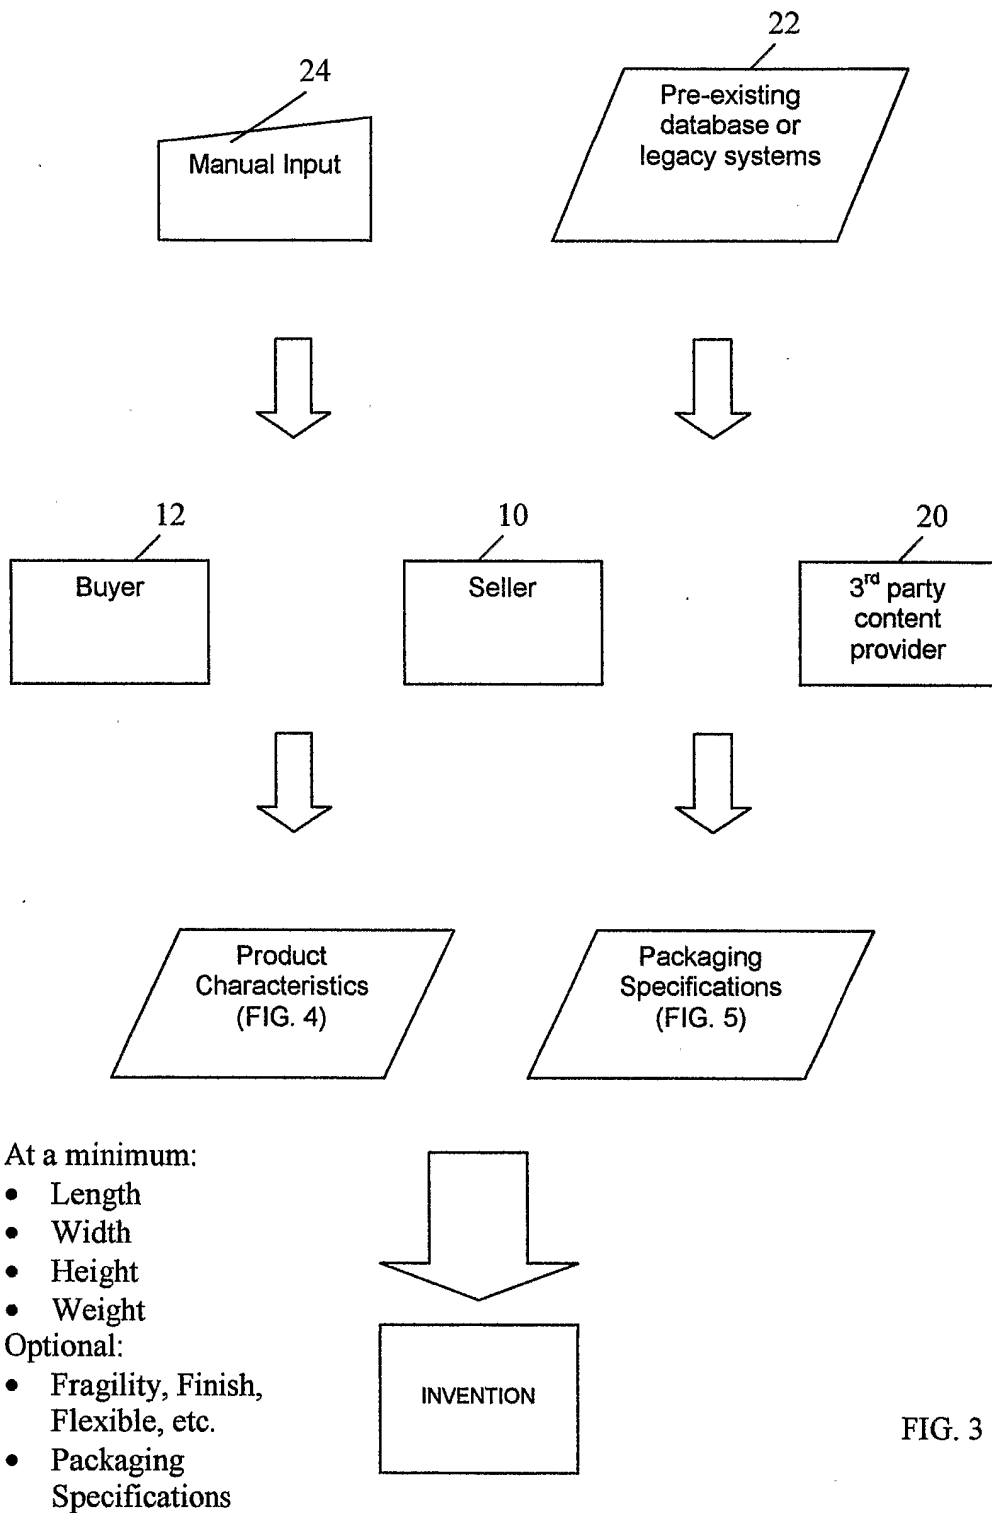 22
24
Pre-existing
database or
legacy systems
Manual Input
12
10
20
Buyer
Seller
3rd party
content
provider
Product
Characteristics
(FIG. 4)
Packaging
Specifications
(FIG. 5)
At a minimum:
• Length
• Width
• Height
• Weight
Optional:
• Fragility, Finish,
Flexible, etc.
• Packaging
Specifications
INVENTION
FIG. 3